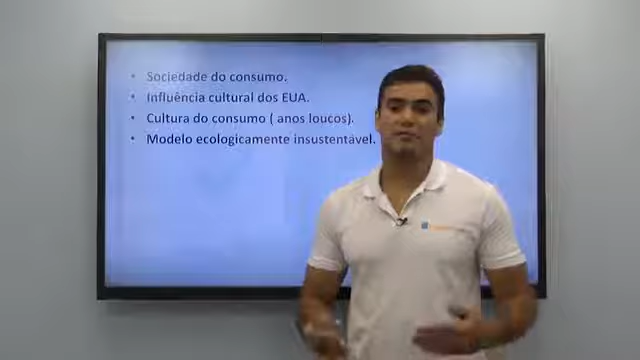 • Sociedade do consumo.
• Influência cultural dos EUA.
• Cultura do consumo ( anos loucos).
• Modelo ecologicamente insustentável.